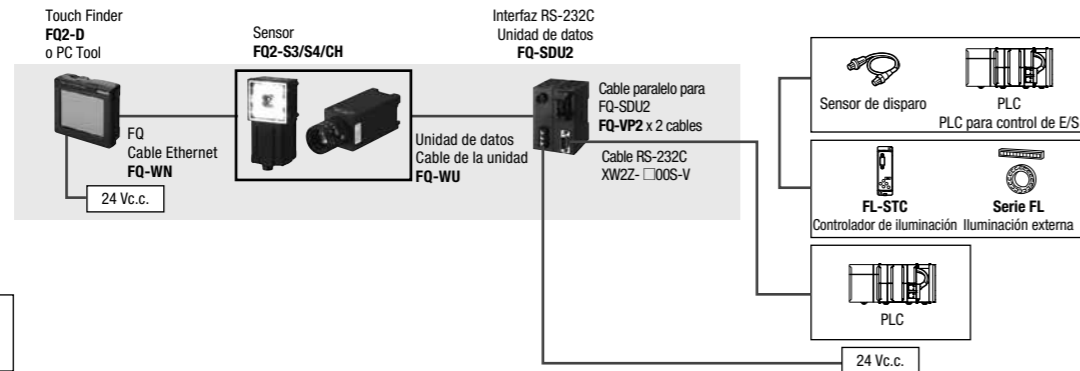 Touch Finder
FQ2-D
o PC Tool
Sensor
FQ2-S3/S4/CH
Interfaz RS-232C
Unidad de datos
FQ-SDU2
FQ
Cable Ethernet
FQ-WN
24 Vc.c.
Unidad de datos
Cable de la unidad
FQ-WU
Cable paralelo para
FQ-SDU2
FQ-VP2 x 2 cables
Cable RS-232C
XW2Z- □00S-V
Sensor de disparo
PLC
PLC para control de E/S
FL-STC
Controlador de iluminación
Serie FL
Iluminación externa
PLC
24 Vc.c.